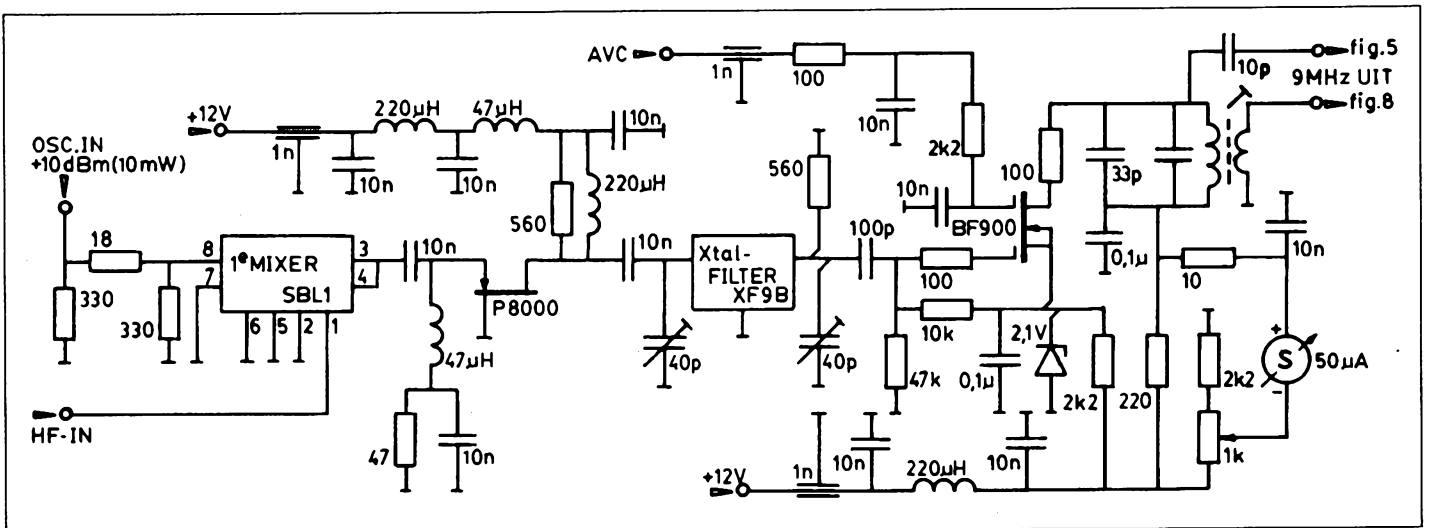 AVC
1n
100
10n
2k2
10p
fig.5
9MHz UIT
fig.8
+12V
1n
10n
220µH
10n
47µH
10n
560
220µH
OSC.IN
+10dBm(10mW)
18
330
330
8
7
1e MIXER
SBL1
3
4
6
5
2
1
HF-IN
10n
47µH
47
10n
P8000
10n
40p
Xtal-
FILTER
XF9B
560
40p
100p
10n
BF900
100
100
10k
47k
0,1µ
2,1V
2k2
33p
0,1µ
220
10
10n
+
S
50µA
-
2k2
1k
+12V
1n
10n
220µH
10n